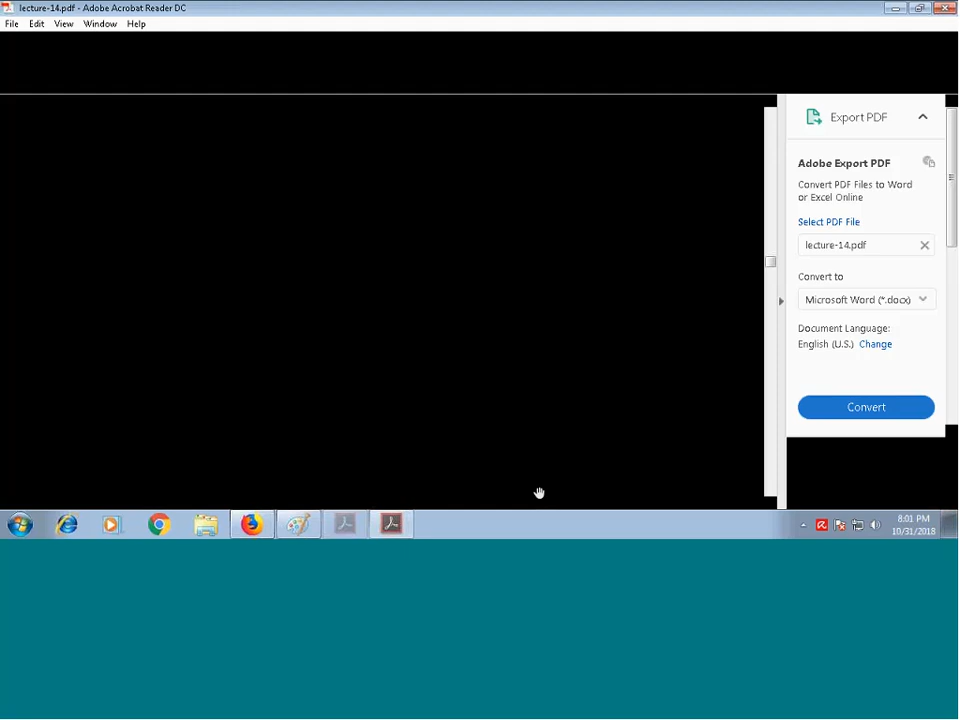 lecture-14.pdf - Adobe Acrobat Reader DC
File Edit View Window Help
Export PDF
Adobe Export PDF
Convert PDF Files to Word
or Excel Online
Select PDF File
lecture-14.pdf
Convert to
Microsoft Word (*.docx)
Document Language:
English (U.S.) Change
Convert
8:01 PM
10/31/2018